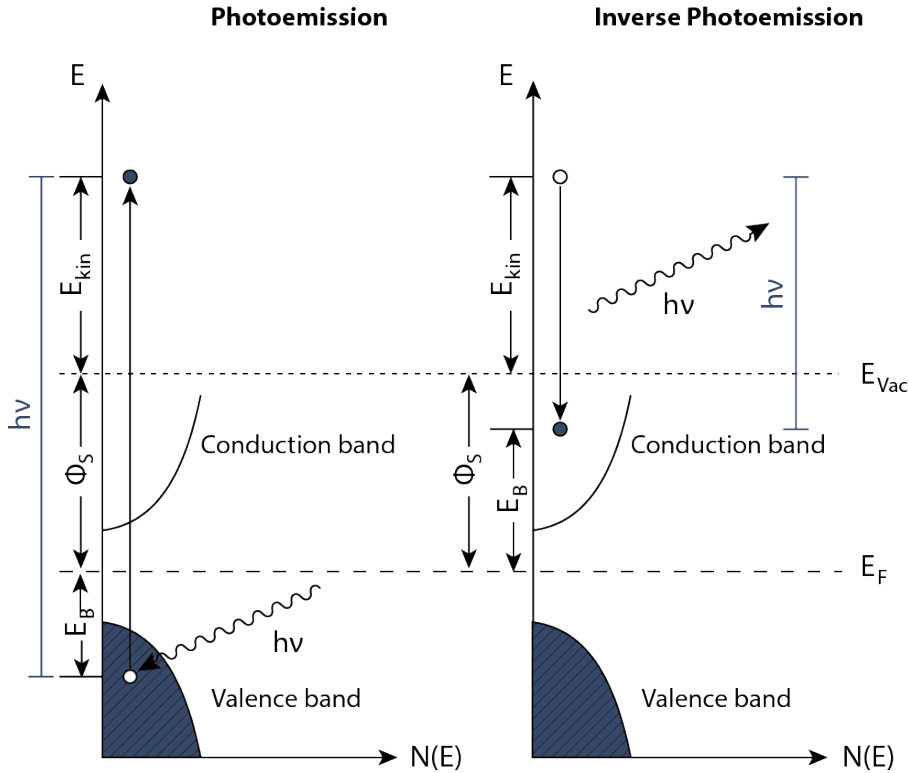 Photoemission
Inverse Photoemission
E
E
E_kin
hν
Φ_S
E_B
Conduction band
hν
Valence band
N(E)
E_kin
hν
hν
E_Vac
Φ_S
E_B
Conduction band
E_F
Valence band
N(E)